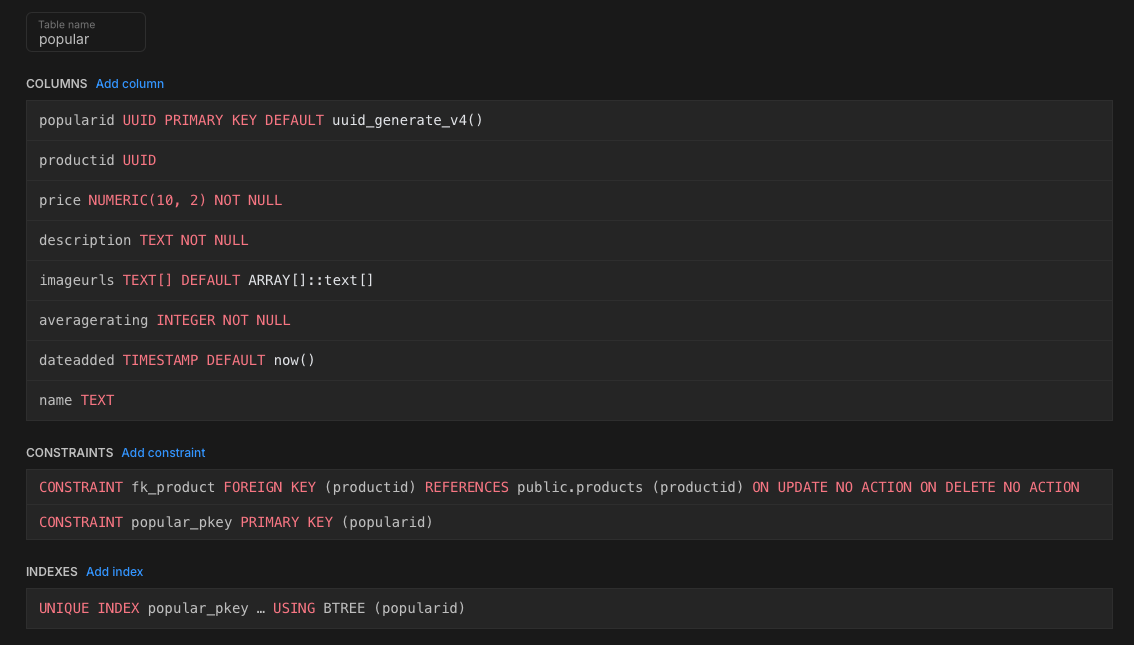 Table name
popular
COLUMNS Add column
popularid UUID PRIMARY KEY DEFAULT uuid_generate_v4()
productid UUID
price NUMERIC(10, 2) NOT NULL
description TEXT NOT NULL
imageurls TEXT[] DEFAULT ARRAY[]::text[]
averagerating INTEGER NOT NULL
dateadded TIMESTAMP DEFAULT now()
name TEXT
CONSTRAINTS Add constraint
CONSTRAINT fk_product FOREIGN KEY (productid) REFERENCES public.products (productid) ON UPDATE NO ACTION ON DELETE NO ACTION
CONSTRAINT popular_pkey PRIMARY KEY (popularid)
INDEXES Add index
UNIQUE INDEX popular_pkey … USING BTREE (popularid)